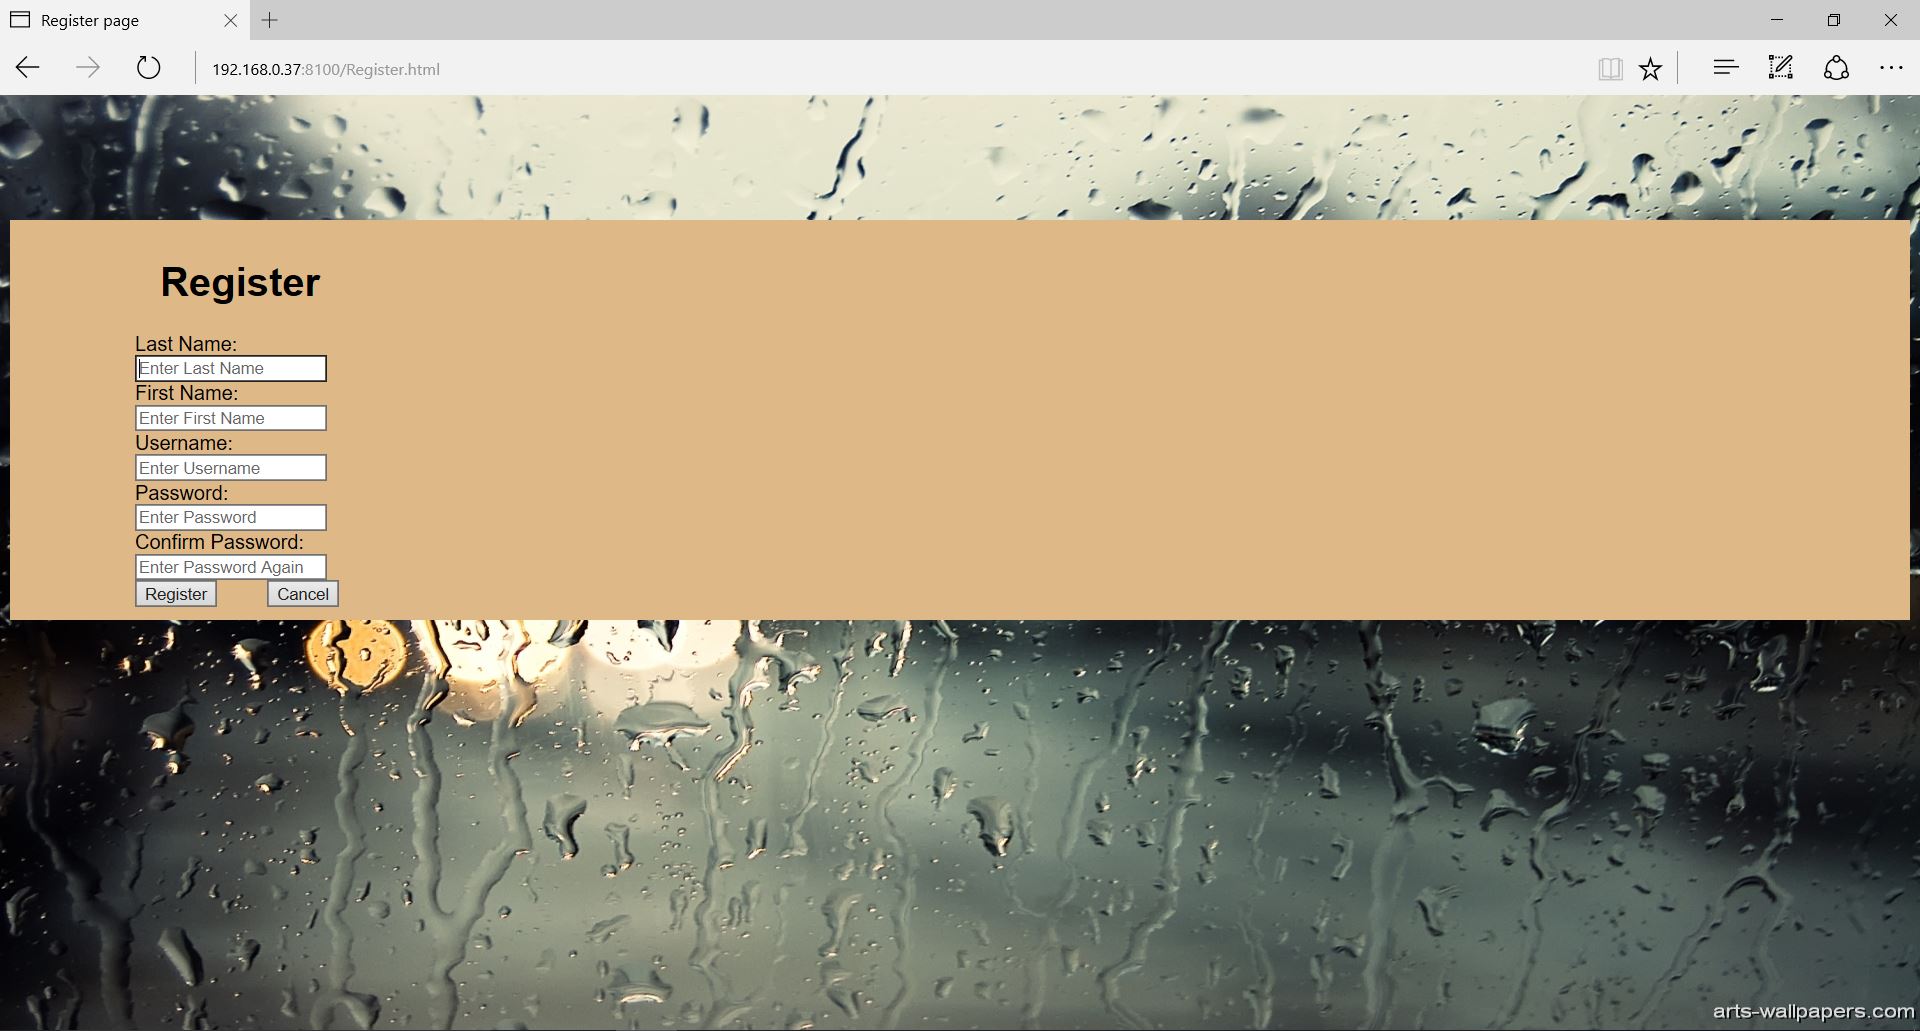 Register page
192.168.0.37:8100/Register.html
Register
Last Name:
Enter Last Name
First Name:
Enter First Name
Username:
Enter Username
Password:
Enter Password
Confirm Password:
Enter Password Again
Register Cancel
arts-wallpapers.com